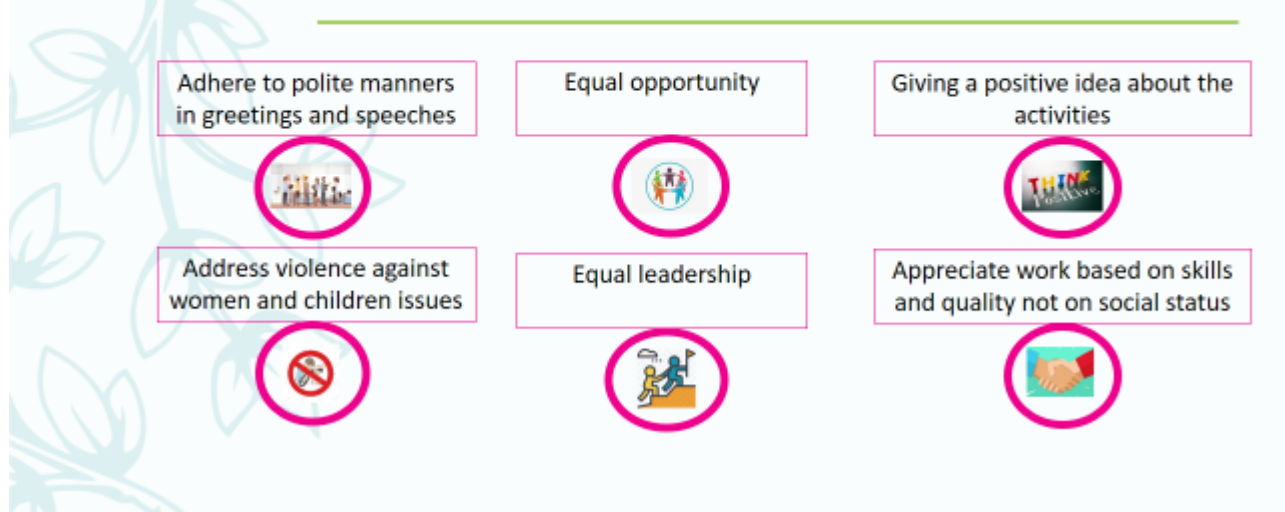 Adhere to polite manners
in greetings and speeches
Equal opportunity
Giving a positive idea about the
activities
THINK
Positive
Address violence against
women and children issues
Equal leadership
Appreciate work based on skills
and quality not on social status